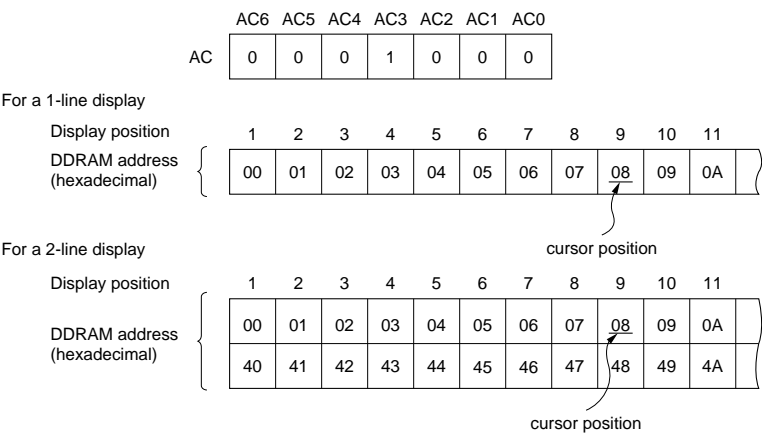 AC6 AC5 AC4 AC3 AC2 AC1 AC0
AC 0 0 0 1 0 0 0
For a 1-line display
Display position 1 2 3 4 5 6 7 8 9 10 11
DDRAM address
(hexadecimal)
00 01 02 03 04 05 06 07 08 09 0A
cursor position
For a 2-line display
Display position 1 2 3 4 5 6 7 8 9 10 11
DDRAM address
(hexadecimal)
00 01 02 03 04 05 06 07 08 09 0A
40 41 42 43 44 45 46 47 48 49 4A
cursor position